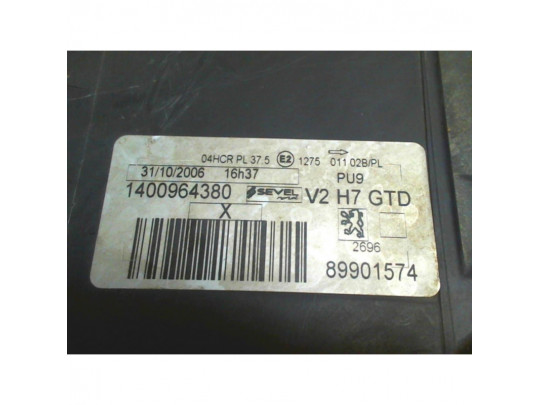 04HCR PL 37.5 E2 1275 011.02B/PL
31/10/2006 16h37 PU9
1400964380 SEVEL V2 H7 GTD
X
2696
89901574